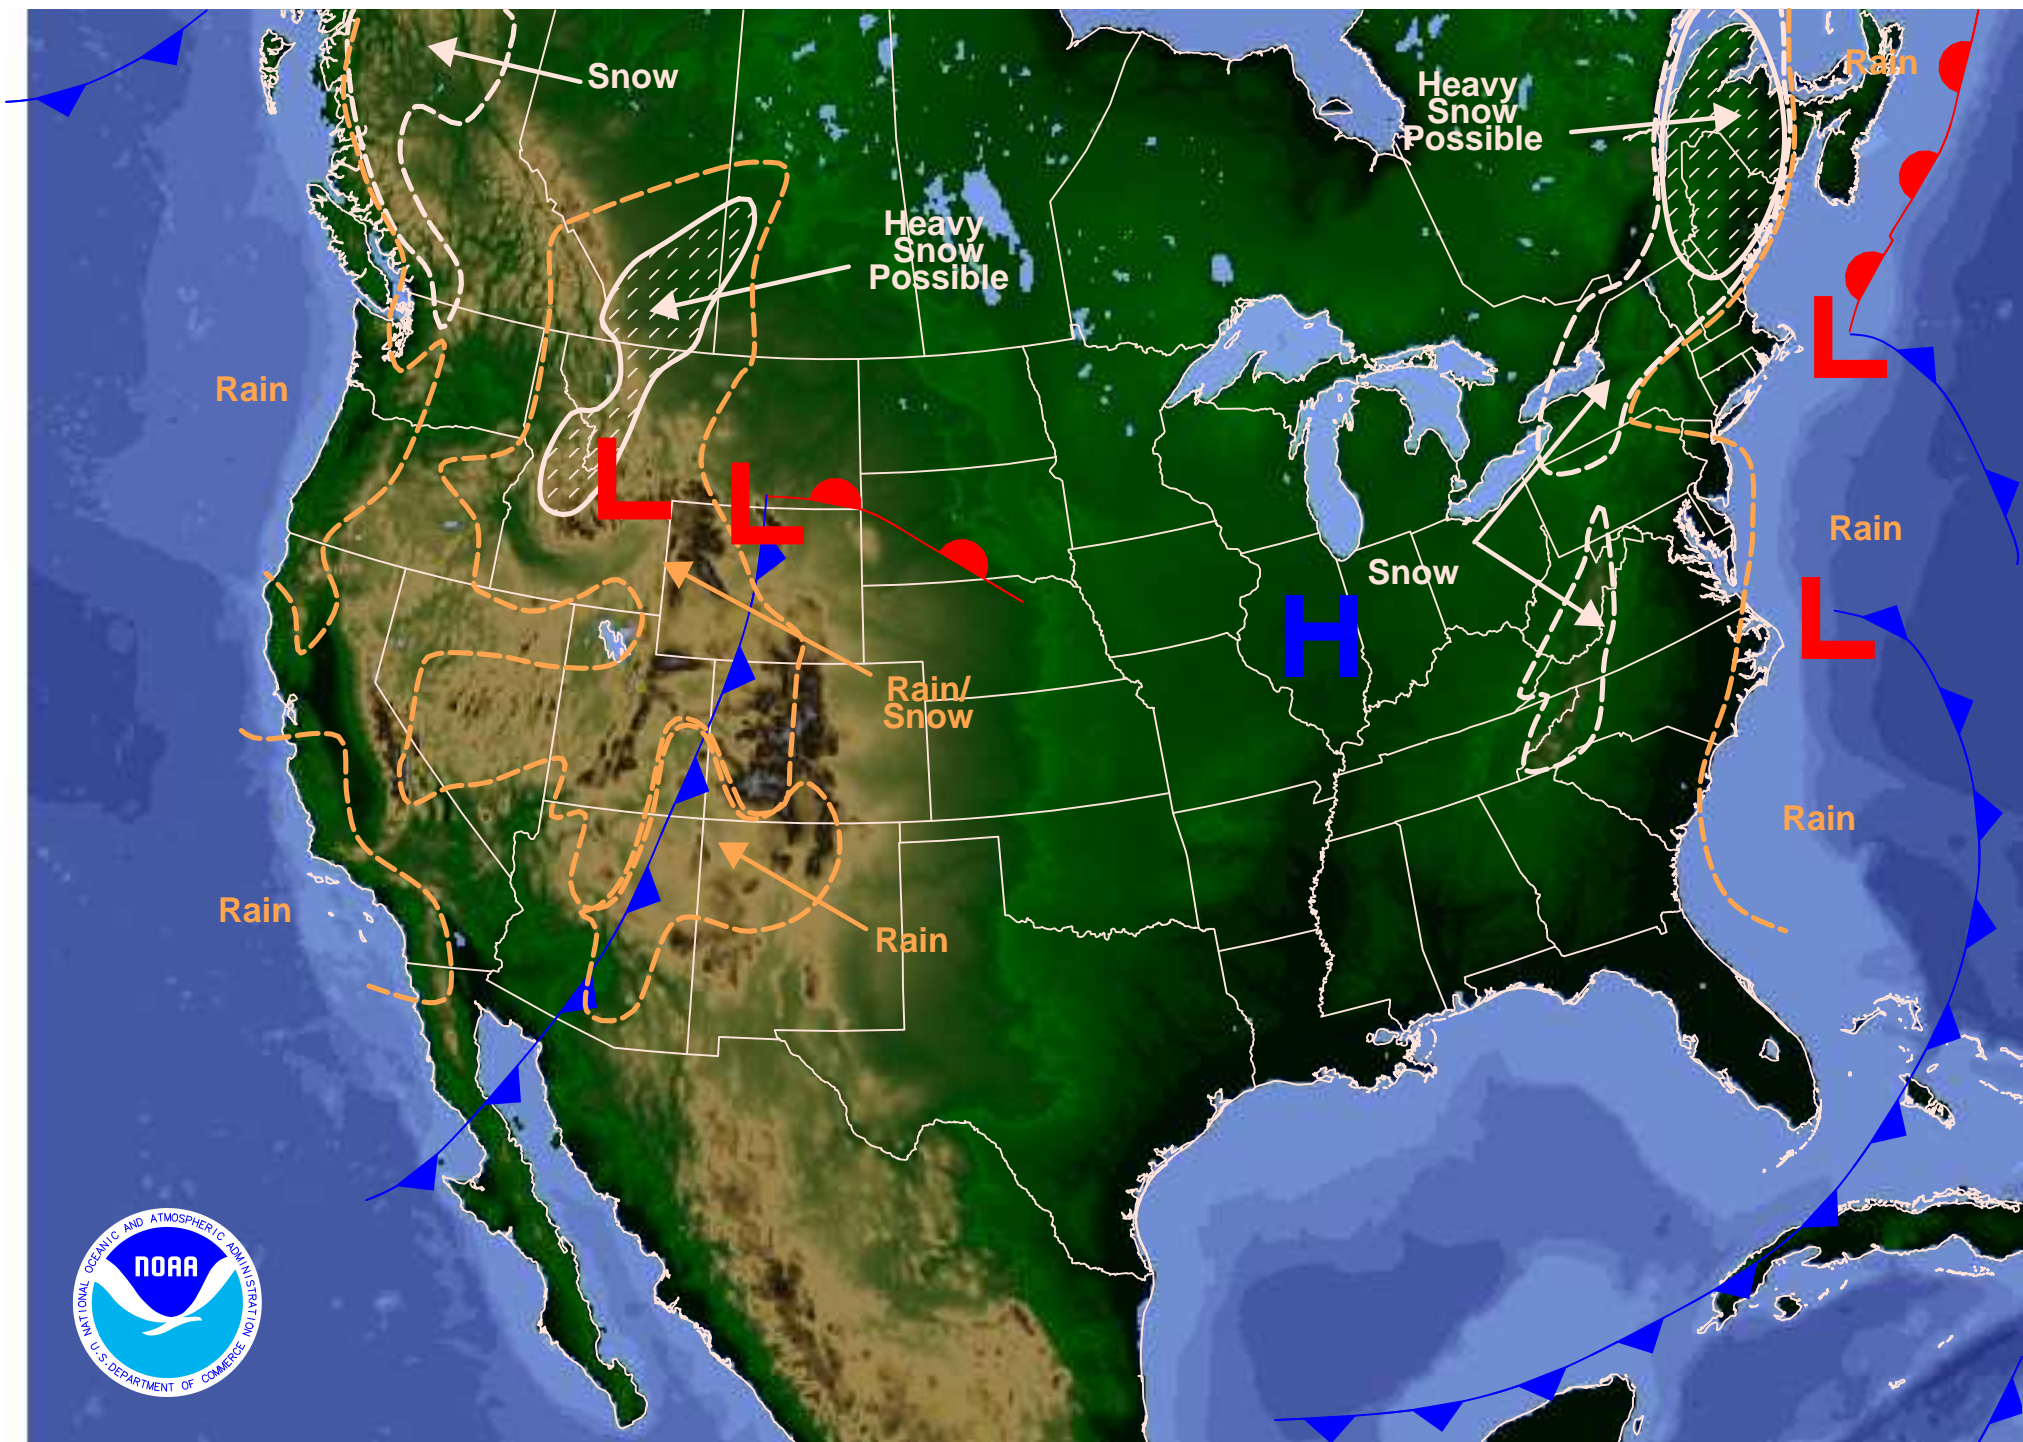 Snow
Heavy
Snow
Possible
Rain
Heavy
Snow
Possible
Rain
L
L
L
Rain
Snow
H
L
Rain/
Snow
Rain
Rain
Rain
NATIONAL OCEANIC AND ATMOSPHERIC ADMINISTRATION
NOAA
U.S. DEPARTMENT OF COMMERCE